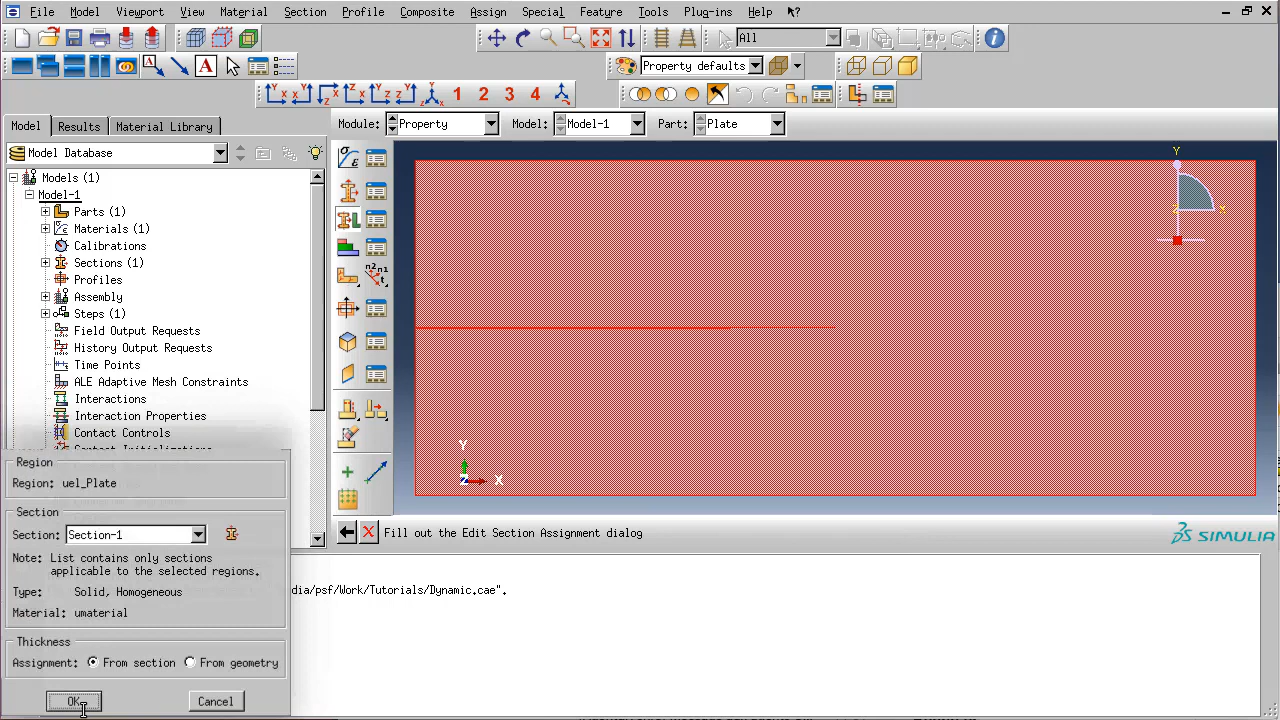 File Model Viewport View Material Section Profile Composite Assign Special Feature Tools Plug-ins Help
All
A Property defaults
1 2 3 4
Model Results Material Library
Module: Property Model: Model-1 Part: Plate
Model Database
Models (1)
Model-1
Parts (1)
Materials (1)
Calibrations
Sections (1)
Profiles
Assembly
Steps (1)
Field Output Requests
History Output Requests
Time Points
ALE Adaptive Mesh Constraints
Interactions
Interaction Properties
Contact Controls
Y
Y
X
Region
Region: uel_Plate
Section
Section: Section-1
Note: List contains only sections
applicable to the selected regions.
Type: Solid, Homogeneous
Material: umaterial
Thickness
Assignment: From section From geometry
OK Cancel
Fill out the Edit Section Assignment dialog
SIMULIA
dia/psf/Work/Tutorials/Dynamic.cae".